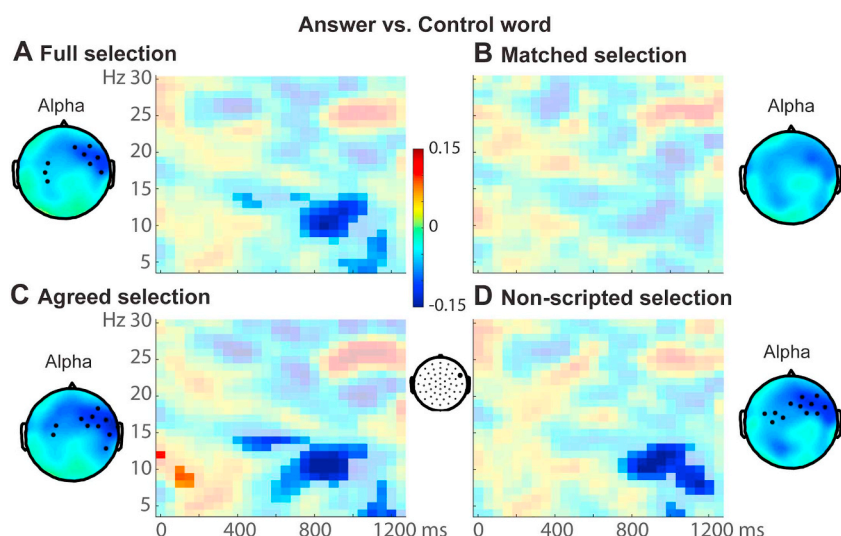 Answer vs. Control word
A Full selection
B Matched selection
Hz 30
25
20
15
10
5
Alpha
Alpha
0.15
0
-0.15
C Agreed selection
D Non-scripted selection
Hz 30
25
20
15
10
5
Alpha
Alpha
0 400 800 1200 ms
0 400 800 1200 ms